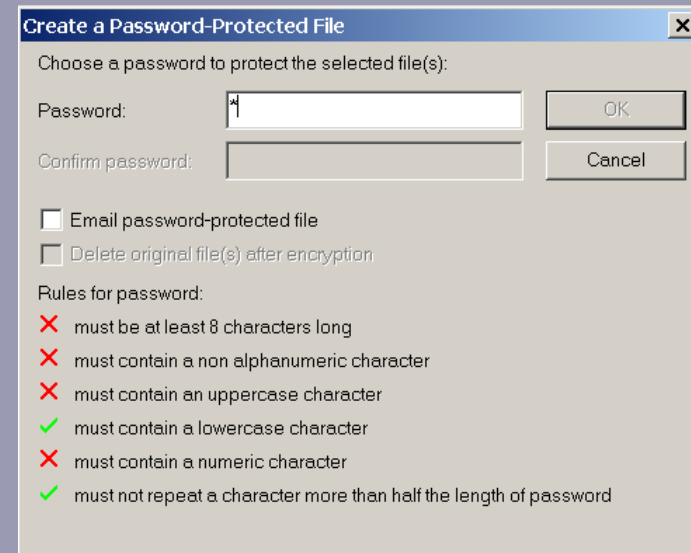 Create a Password-Protected File
Choose a password to protect the selected file(s):
Password: *
OK
Confirm password:
Cancel
Email password-protected file
Delete original file(s) after encryption
Rules for password:
must be at least 8 characters long
must contain a non alphanumeric character
must contain an uppercase character
must contain a lowercase character
must contain a numeric character
must not repeat a character more than half the length of password